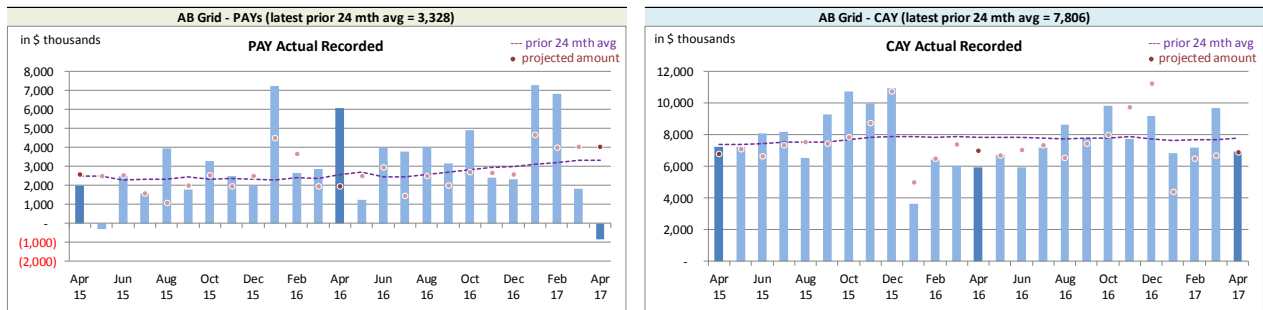 AB Grid - PAYs (latest prior 24 mth avg = 3,328)
in $ thousands
PAY Actual Recorded
prior 24 mth avg
projected amount
8,000
7,000
6,000
5,000
4,000
3,000
2,000
1,000
-
(1,000)
(2,000)
Apr Jun Aug Oct Dec Feb Apr Jun Aug Oct Dec Feb Apr
15 15 15 15 15 16 16 16 16 16 16 17 17
AB Grid - CAY (latest prior 24 mth avg = 7,806)
in $ thousands
CAY Actual Recorded
prior 24 mth avg
projected amount
12,000
10,000
8,000
6,000
4,000
2,000
-
Apr Jun Aug Oct Dec Feb Apr Jun Aug Oct Dec Feb Apr
15 15 15 15 15 16 16 16 16 16 16 17 17